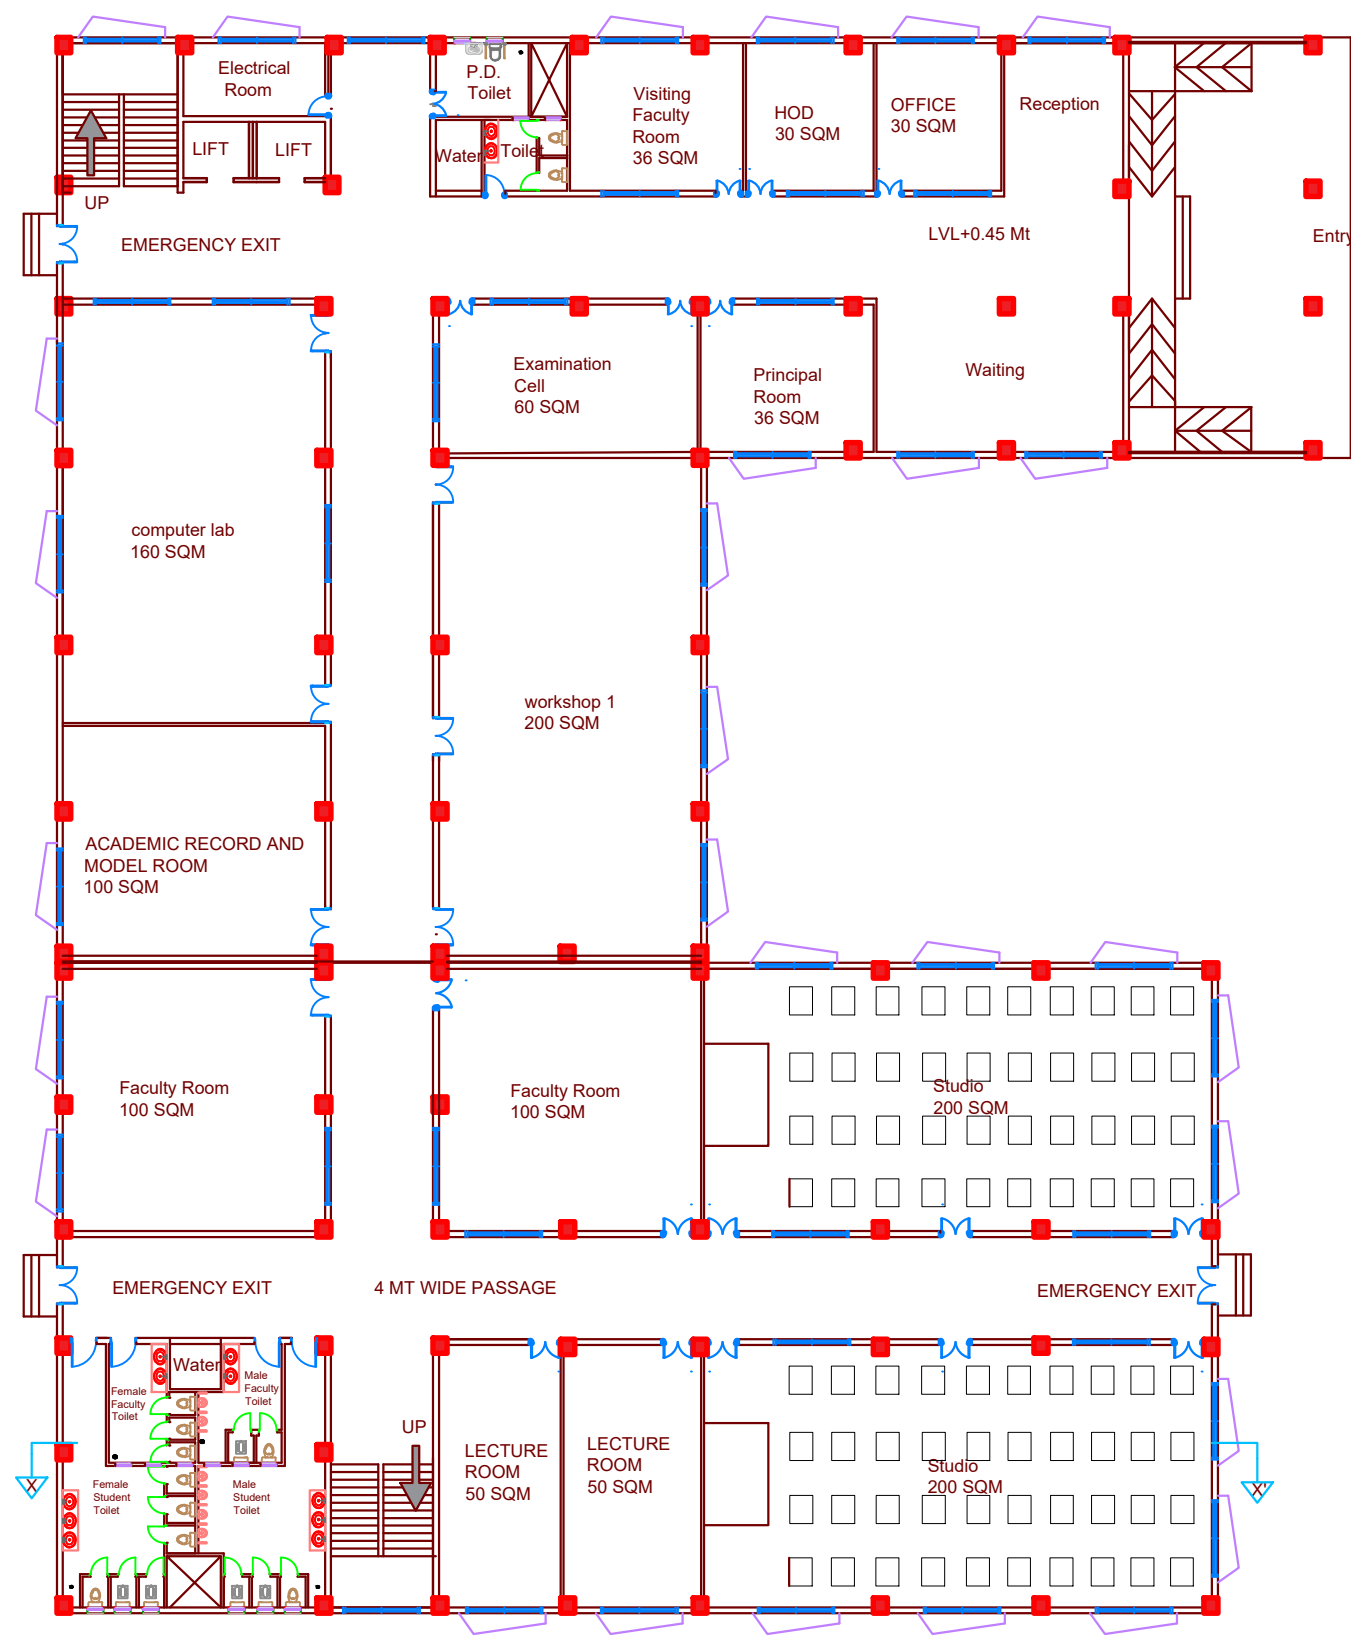 Electrical
Room
P.D.
Toilet
Visiting
Faculty
Room
36 SQM
HOD
30 SQM
OFFICE
30 SQM
Reception
LIFT
LIFT
Water
Toilet
UP
EMERGENCY EXIT
LVL+0.45 Mt
Entry
Examination
Cell
60 SQM
Principal
Room
36 SQM
Waiting
computer lab
160 SQM
workshop 1
200 SQM
ACADEMIC RECORD AND
MODEL ROOM
100 SQM
Faculty Room
100 SQM
Faculty Room
100 SQM
Studio
200 SQM
EMERGENCY EXIT
4 MT WIDE PASSAGE
EMERGENCY EXIT
Water
Female
Faculty
Toilet
Male
Faculty
Toilet
UP
LECTURE
ROOM
50 SQM
LECTURE
ROOM
50 SQM
Studio
200 SQM
X
X'
Female
Student
Toilet
Male
Student
Toilet